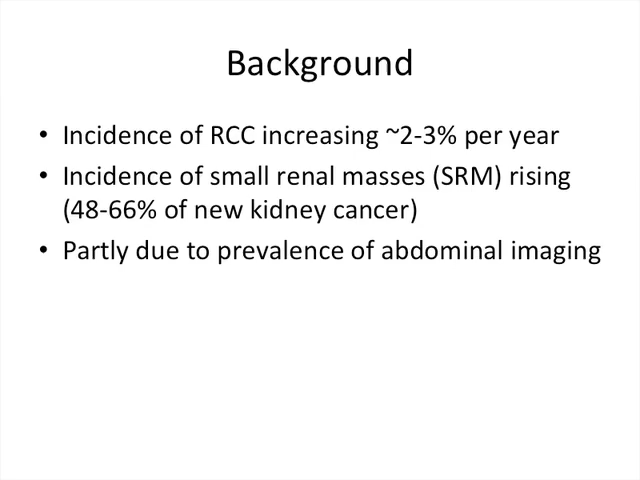 Background
• Incidence of RCC increasing ~2-3% per year
• Incidence of small renal masses (SRM) rising
(48-66% of new kidney cancer)
• Partly due to prevalence of abdominal imaging